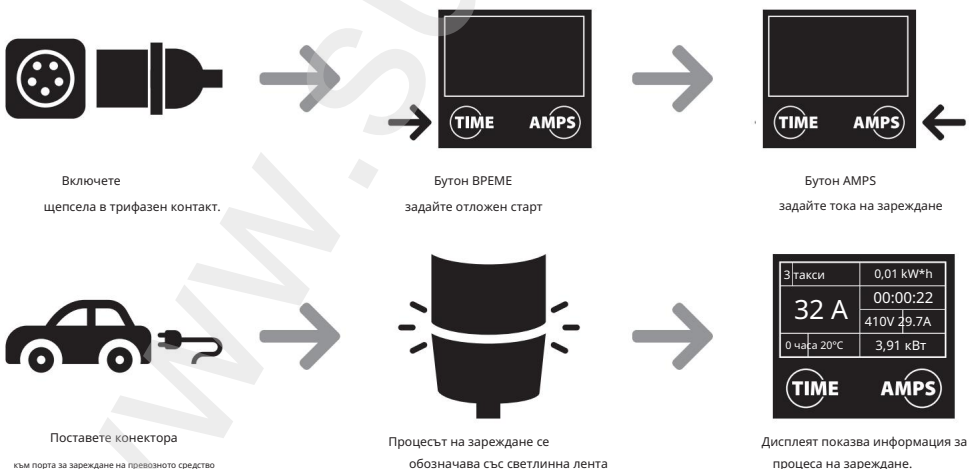 TIME AMPS
TIME AMPS
Включете
щепсела в трифазен контакт.
Бутон ВРЕМЕ
задайте отложен старт
Бутон AMPS
задайте тока на зареждане
3 такси 0,01 kW*h
32 A 00:00:22
410V 29.7A
0 часа 20°C 3,91 кВт
TIME AMPS
Поставете конектора
към порта за зареждане на превозното средство
Процесът на зареждане се
обозначава със светлинна лента
Дисплеят показва информация за
процеса на зареждане.